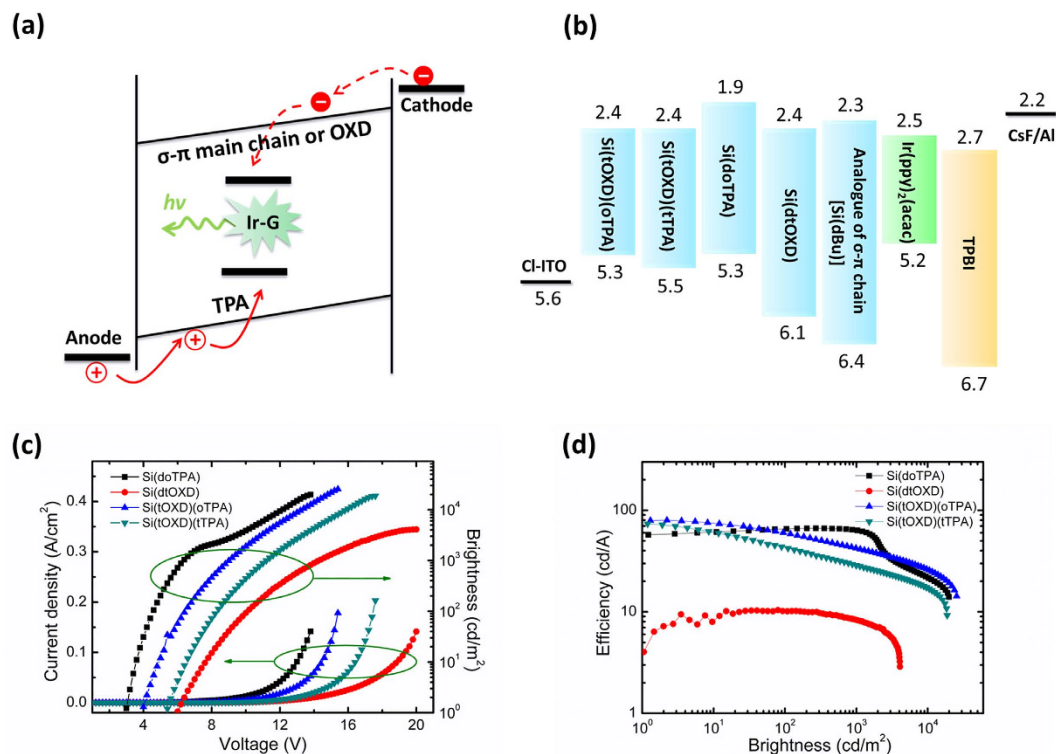 (a)
Cathode
σ-π main chain or OXD
hν
Ir-G
TPA
Anode
(b)
2.4
2.4
1.9
2.4
2.3
2.5
2.7
2.2
CsF/Al
Si(tOXD)(oTPA)
Si(tOXD)(tTPA)
Si(doTPA)
Si(dtOXD)
Analogue of σ-π chain
[Si(dBu)]
Ir(ppy)2(acac)
TPBI
Cl-ITO
5.6
5.3
5.5
5.3
6.1
6.4
5.2
6.7
(c)
Si(doTPA)
Si(dtOXD)
Si(tOXD)(oTPA)
Si(tOXD)(tTPA)
Current density (A/cm²)
0.4
0.3
0.2
0.1
0.0
Brightness (cd/m²)
10⁴
10³
10²
10¹
10⁰
4
8
12
16
20
Voltage (V)
(d)
Si(doTPA)
Si(dtOXD)
Si(tOXD)(oTPA)
Si(tOXD)(tTPA)
Efficiency (cd/A)
100
10
1
10⁰
10¹
10²
10³
10⁴
Brightness (cd/m²)